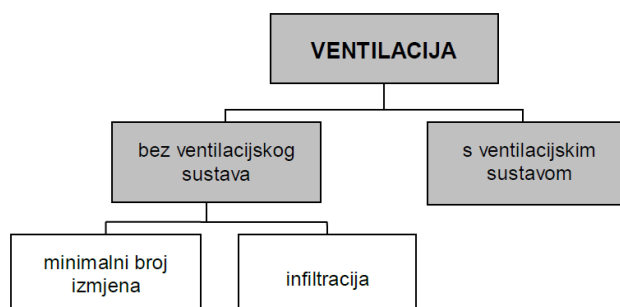 VENTILACIJA
bez ventilacijskog
sustava
s ventilacijskim
sustavom
minimalni broj
izmjena
infiltracija